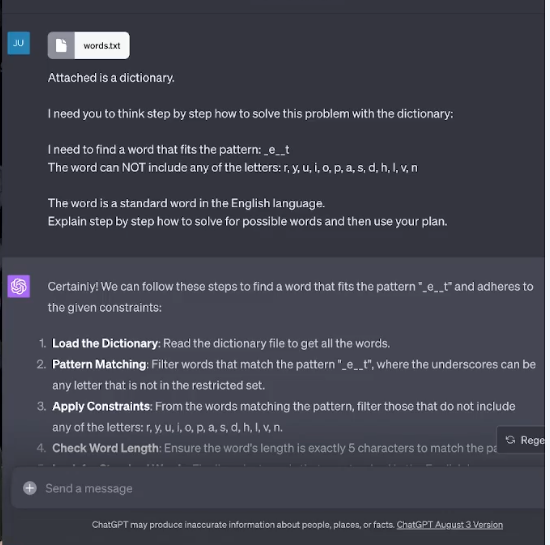 JU
words.txt
Attached is a dictionary.
I need you to think step by step how to solve this problem with the dictionary:
I need to find a word that fits the pattern: _e__t
The word can NOT include any of the letters: r, y, u, i, o, p, a, s, d, h, l, v, n
The word is a standard word in the English language.
Explain step by step how to solve for possible words and then use your plan.
Certainly! We can follow these steps to find a word that fits the pattern "_e__t" and adheres to
the given constraints:
1. Load the Dictionary: Read the dictionary file to get all the words.
2. Pattern Matching: Filter words that match the pattern "_e__t", where the underscores can be
any letter that is not in the restricted set.
3. Apply Constraints: From the words matching the pattern, filter those that do not include
any of the letters: r, y, u, i, o, p, a, s, d, h, l, v, n.
4. Check Word Length: Ensure the word's length is exactly 5 characters to match the pa
Rege
Send a message
ChatGPT may produce inaccurate information about people, places, or facts. ChatGPT August 3 Version